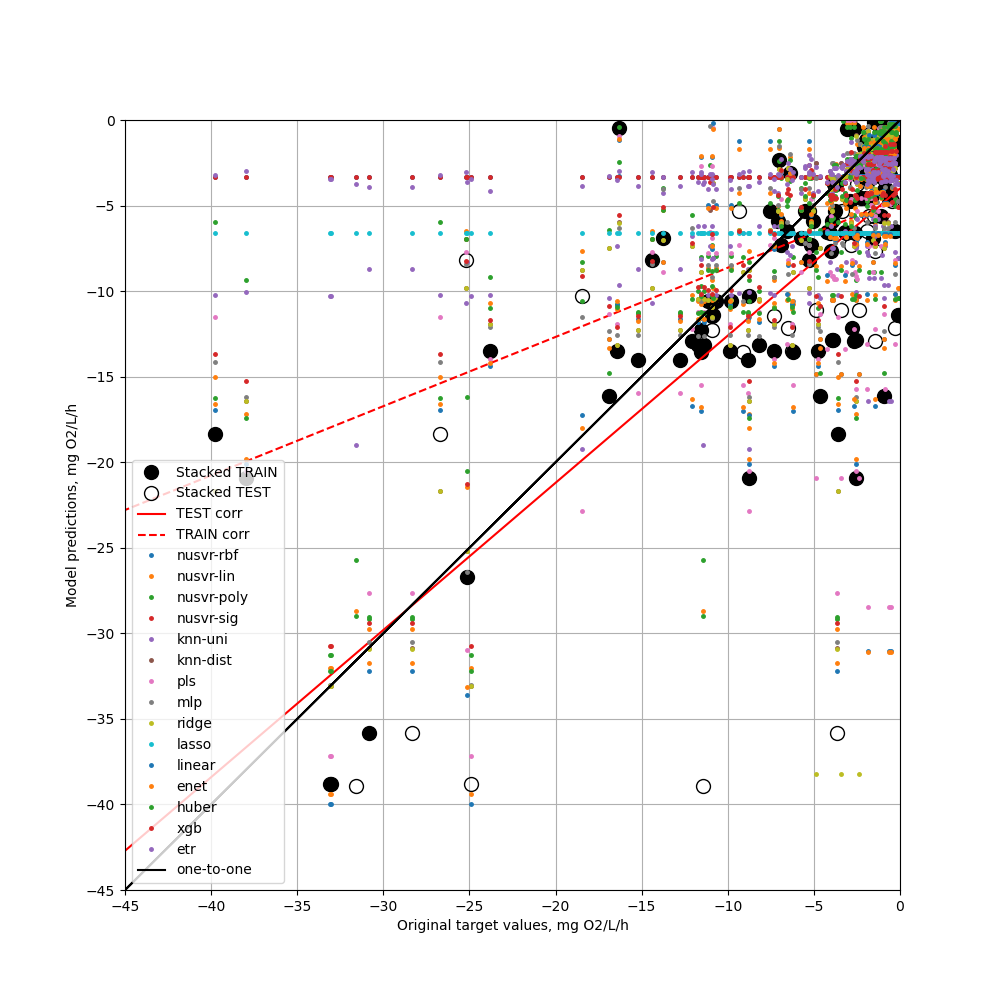 0
−5
−10
−15
−20
−25
−30
−35
−40
−45
Model predictions, mg O2/L/h
Stacked TRAIN
Stacked TEST
TEST corr
TRAIN corr
nusvr-rbf
nusvr-lin
nusvr-poly
nusvr-sig
knn-uni
knn-dist
pls
mlp
ridge
lasso
linear
enet
huber
xgb
etr
one-to-one
−45 −40 −35 −30 −25 −20 −15 −10 −5 0
Original target values, mg O2/L/h